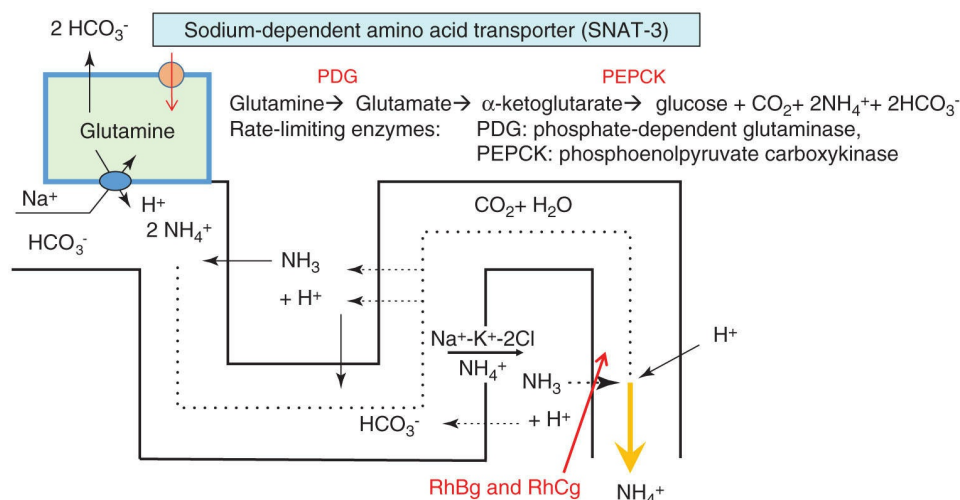 2 HCO₃⁻
Sodium-dependent amino acid transporter (SNAT-3)
PDG
PEPCK
Glutamine→ Glutamate→ α-ketoglutarate→ glucose + CO₂+ 2NH₄⁺+ 2HCO₃⁻
Rate-limiting enzymes:
PDG: phosphate-dependent glutaminase,
PEPCK: phosphoenolpyruvate carboxykinase
Glutamine
Na⁺
H⁺
2 NH₄⁺
HCO₃⁻
CO₂+ H₂O
NH₃
+ H⁺
Na⁺-K⁺-2Cl
NH₄⁺
H⁺
NH₃
HCO₃⁻
+ H⁺
RhBg and RhCg
NH₄⁺